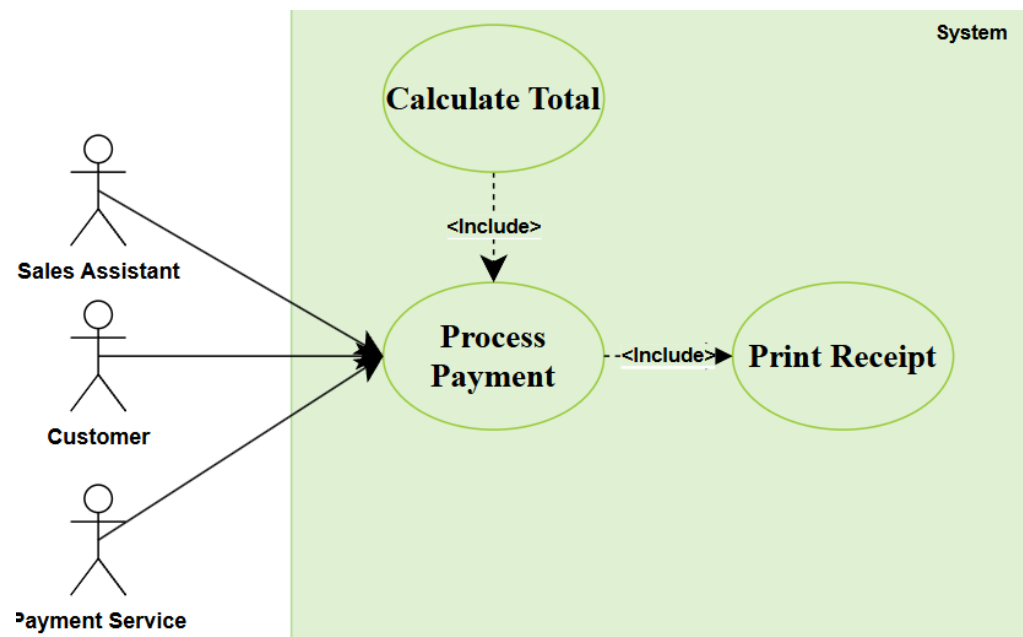 System
Calculate Total
<Include>
Sales Assistant
Process
Payment
<Include>
Print Receipt
Customer
Payment Service